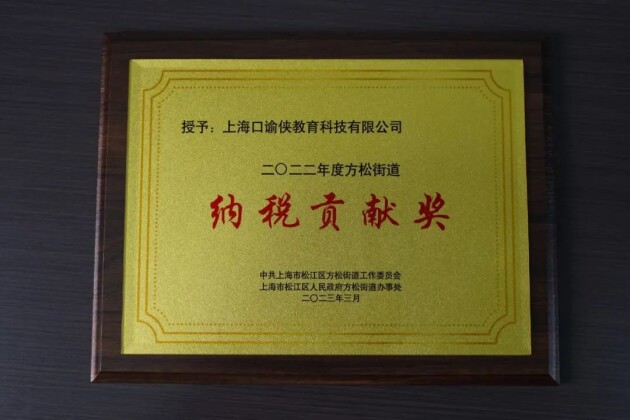 授予：上海口谕侠教育科技有限公司
二〇二二年度方松街道
纳税贡献奖
中共上海市松江区方松街道工作委员会
上海市松江区人民政府方松街道办事处
二〇二三年三月